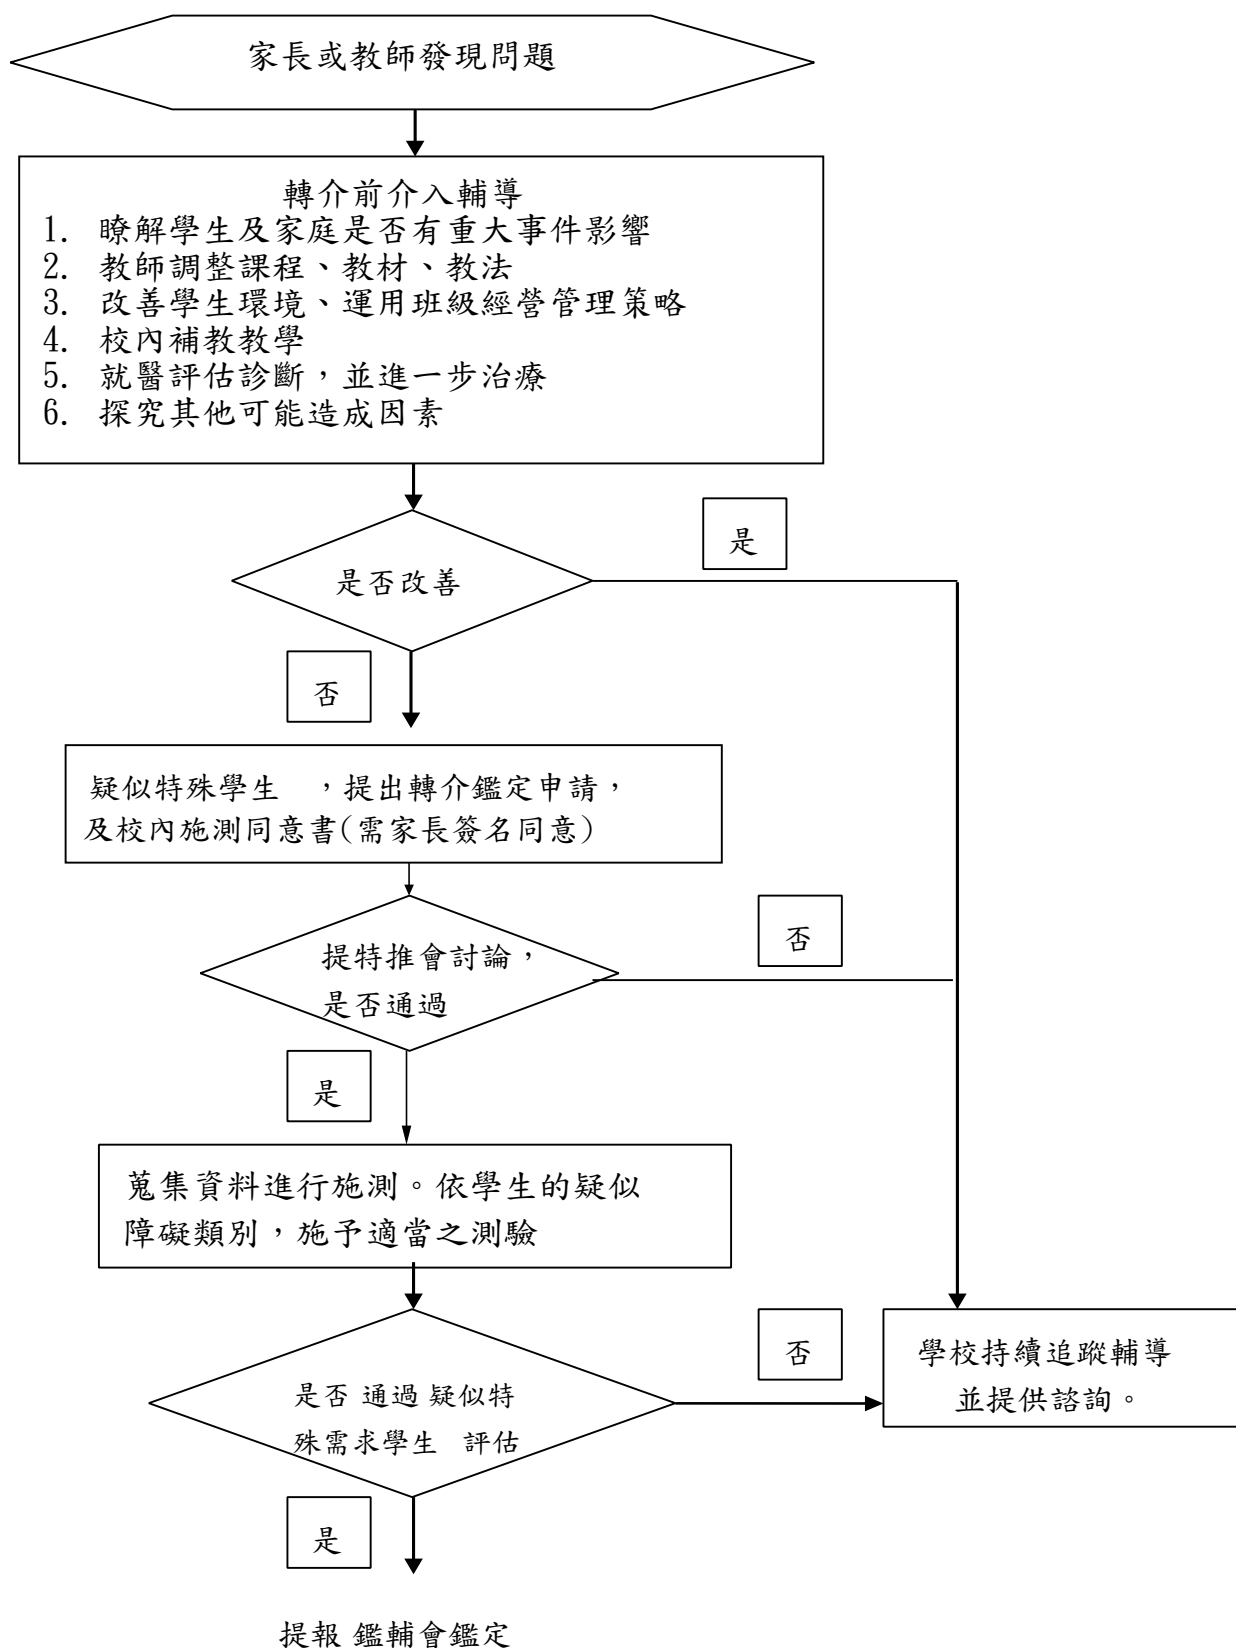 家長或教師發現問題
轉介前介入輔導
1. 瞭解學生及家庭是否有重大事件影響
2. 教師調整課程、教材、教法
3. 改善學生環境、運用班級經營管理策略
4. 校內補教教學
5. 就醫評估診斷,並進一步治療
6. 探究其他可能造成因素
是
是否改善
否
疑似特殊學生 ,提出轉介鑑定申請,
及校內施測同意書(需家長簽名同意)
否
提特推會討論,
是否通過
是
蒐集資料進行施測。依學生的疑似
障礙類別,施予適當之測驗
否
學校持續追蹤輔導
並提供諮詢。
是否 通過 疑似特
殊需求學生 評估
是
提報 鑑輔會鑑定